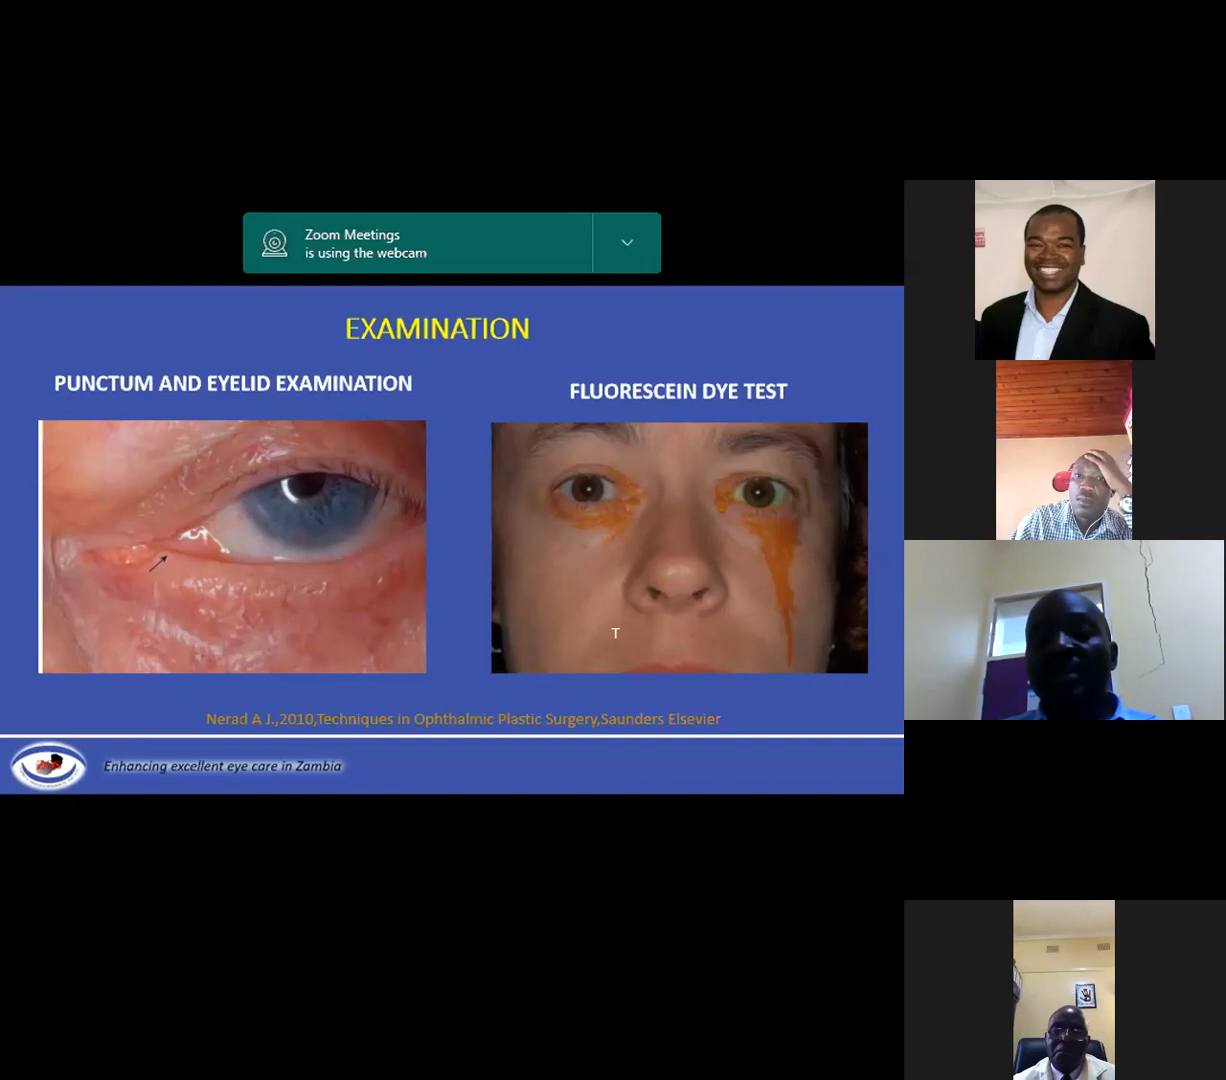 Zoom Meetings
is using the webcam
EXAMINATION
PUNCTUM AND EYELID EXAMINATION
FLUORESCEIN DYE TEST
T
Nerad A J.,2010,Techniques in Ophthalmic Plastic Surgery,Saunders Elsevier
Enhancing excellent eye care in Zambia